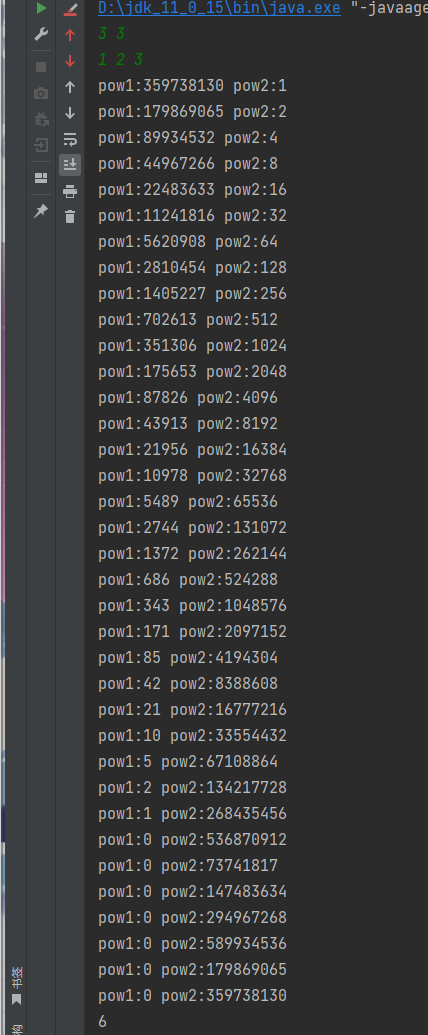 D:\jdk_11_0_15\bin\java.exe "-javaage
3 3
1 2 3
pow1:359738130 pow2:1
pow1:179869065 pow2:2
pow1:89934532 pow2:4
pow1:44967266 pow2:8
pow1:22483633 pow2:16
pow1:11241816 pow2:32
pow1:5620908 pow2:64
pow1:2810454 pow2:128
pow1:1405227 pow2:256
pow1:702613 pow2:512
pow1:351306 pow2:1024
pow1:175653 pow2:2048
pow1:87826 pow2:4096
pow1:43913 pow2:8192
pow1:21956 pow2:16384
pow1:10978 pow2:32768
pow1:5489 pow2:65536
pow1:2744 pow2:131072
pow1:1372 pow2:262144
pow1:686 pow2:524288
pow1:343 pow2:1048576
pow1:171 pow2:2097152
pow1:85 pow2:4194304
pow1:42 pow2:8388608
pow1:21 pow2:16777216
pow1:10 pow2:33554432
pow1:5 pow2:67108864
pow1:2 pow2:134217728
pow1:1 pow2:268435456
pow1:0 pow2:536870912
pow1:0 pow2:73741817
pow1:0 pow2:147483634
pow1:0 pow2:294967268
pow1:0 pow2:589934536
pow1:0 pow2:179869065
pow1:0 pow2:359738130
6
书签
构